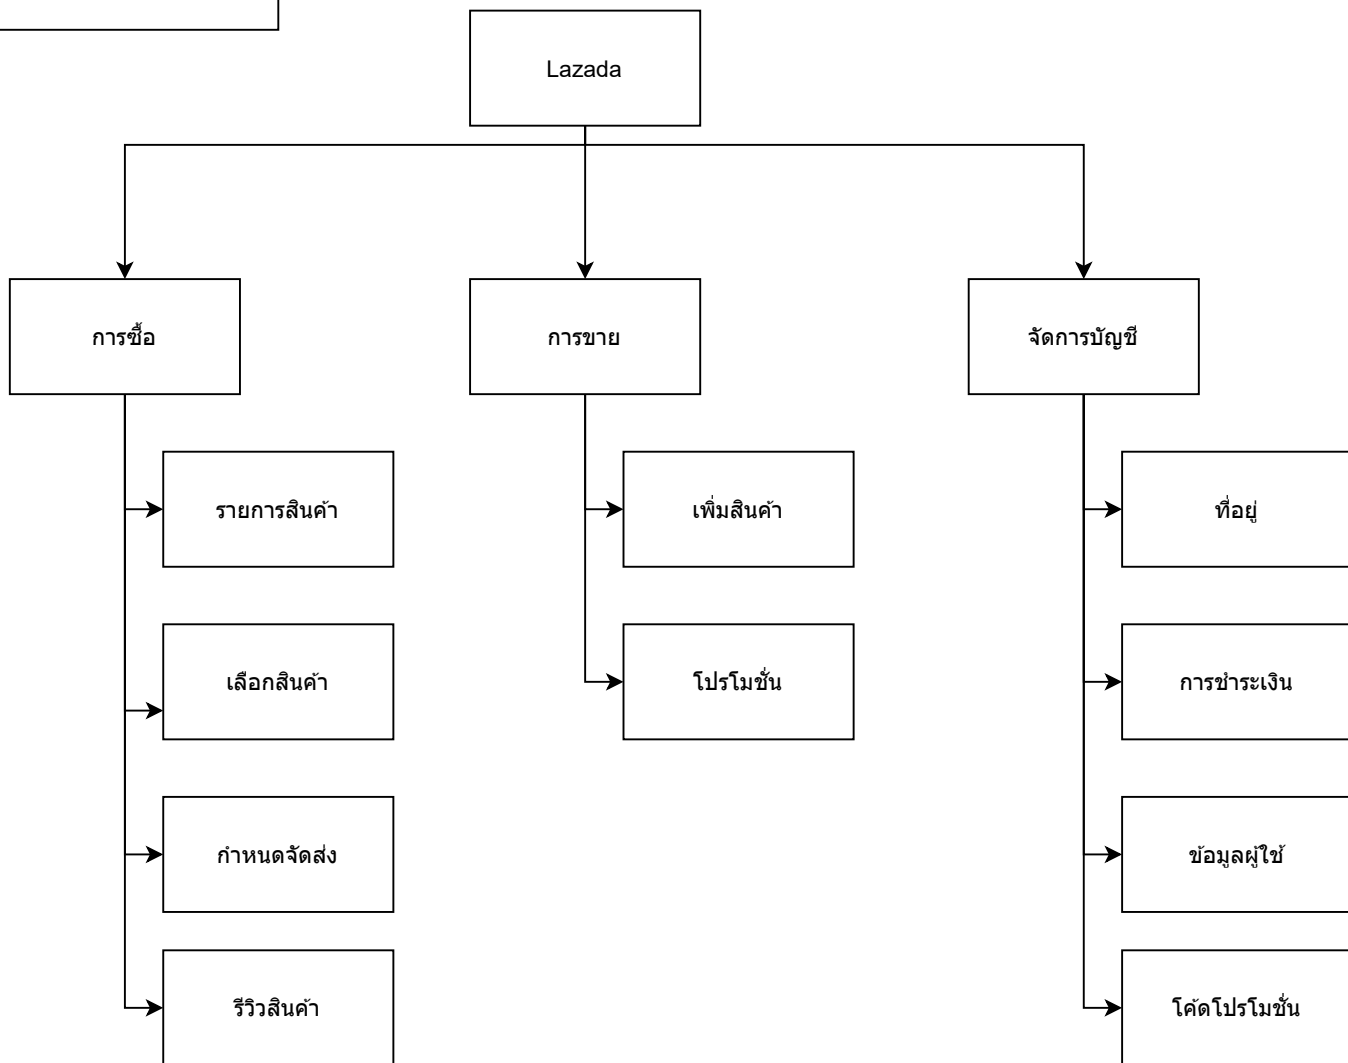 Lazada
การซื้อ
การขาย
จัดการบัญชี
รายการสินค้า
เพิ่มสินค้า
ที่อยู่
เลือกสินค้า
โปรโมชั่น
การชำระเงิน
กำหนดจัดส่ง
ข้อมูลผู้ใช้
รีวิวสินค้า
โค้ดโปรโมชั่น